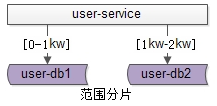 user-service
[0-1kw] [1kw-2kw]
user-db1 user-db2
范围分片